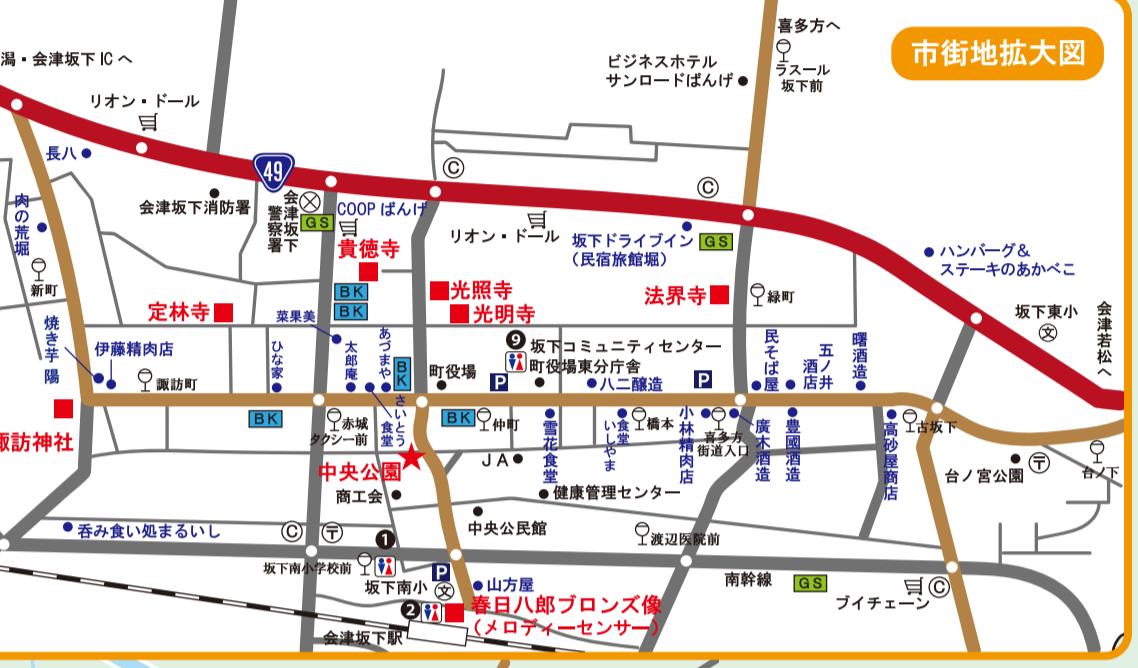 市街地拡大図
喜多方へ
潟・会津坂下 IC へ
ビジネスホテル
サンロードばんげ
ラスール
坂下前
リオン・ドール
長八
49
C
C
会津坂下消防署
会津坂下
警察署
GS
COOP ばんげ
肉の荒堀
リオン・ドール
坂下ドライブイン
（民宿旅館堀）
GS
ハンバーグ＆
ステーキのあかべこ
貴徳寺
新町
BK
BK
光照寺
光明寺
法界寺
緑町
坂下東小
文
会津若松へ
定林寺
菜果美
焼き芋 陽
伊藤精肉店
諏訪町
ひな家
太郎庵
あづまや
BK
町役場
9
坂下コミュニティセンター
町役場東分庁舎
P
八二醸造
P
民そば屋
五ノ井
酒店
曙酒造
諏訪神社
BK
赤城
タクシー前
さいとう
食堂
BK
仲町
雪花食堂
食堂
いしやま
橋本
小林精肉店
喜多方
街道入口
廣木酒造
豊國酒造
高砂屋商店
古坂下
中央公園
JA
台ノ宮公園
台ノ下
商工会
健康管理センター
中央公民館
呑み食い処まるいし
C
1
渡辺医院前
坂下南小学校前
坂下南小
P
文
山方屋
南幹線
GS
ブイチェーン
C
2
春日八郎ブロンズ像
（メロディーセンサー）
会津坂下駅